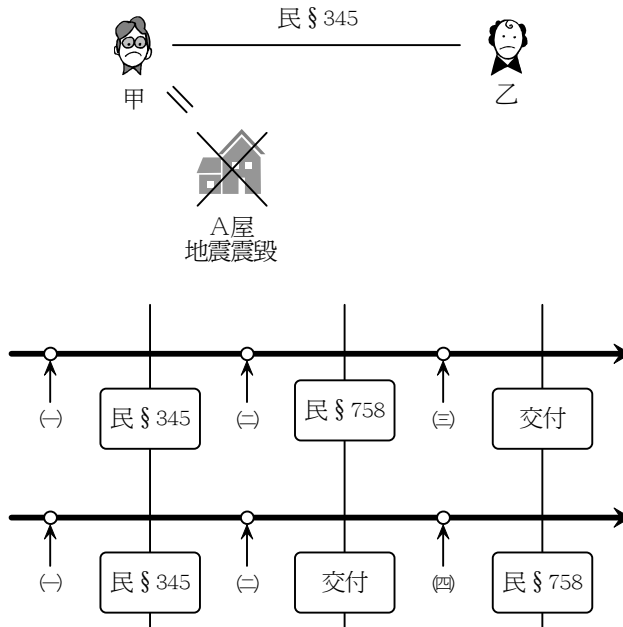 民§345
甲
乙
A屋
地震震毀
㈠ 民§345 ㈡ 民§758 ㈢ 交付
㈠ 民§345 ㈡ 交付 ㈣ 民§758